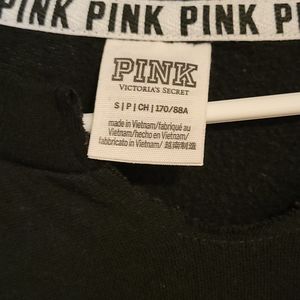 PINK PINK PINK PINK
PINK
VICTORIA'S SECRET
S | P | CH | 170/88A
made in Vietnam/fabriqué au
Vietnam/hecho en Vietnam/
fabbricato in Vietnam/越南制造